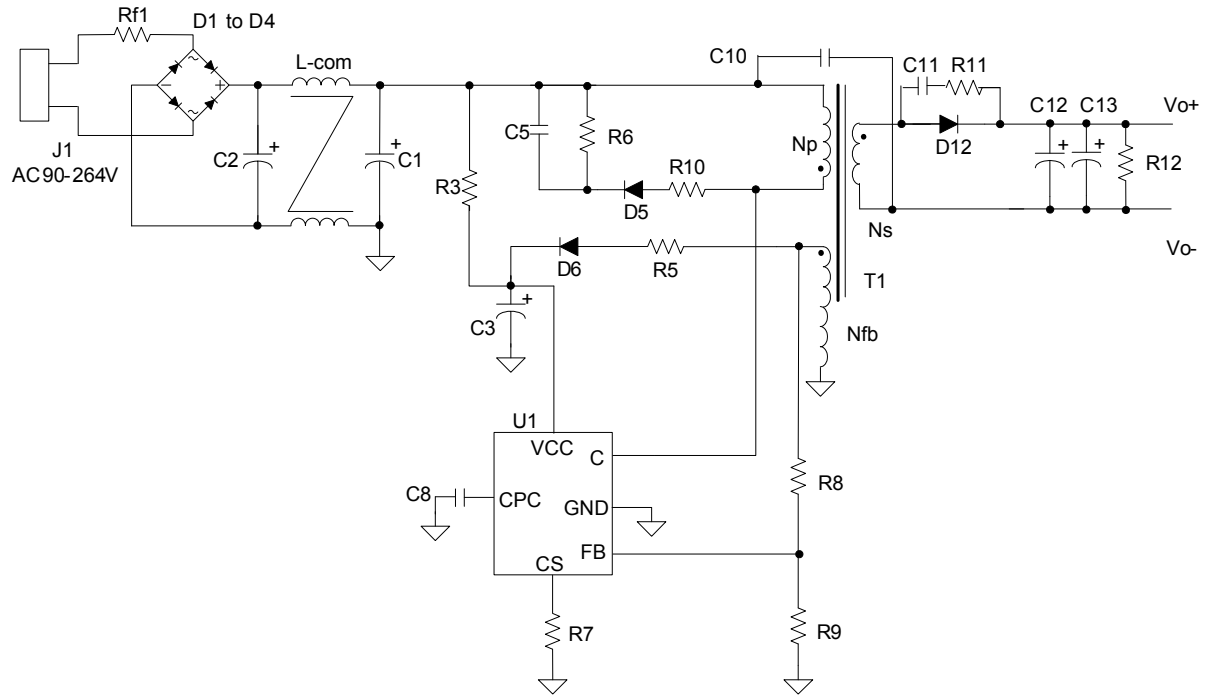 Rf1
D1 to D4
L-com
C10
C11
R11
C12
C13
Vo+
J1
AC90-264V
C2
C1
C5
R6
Np
D12
R12
R3
D5
R10
Ns
Vo-
D6
R5
T1
C3
Nfb
U1
VCC
C
R8
C8
CPC
GND
FB
CS
R7
R9